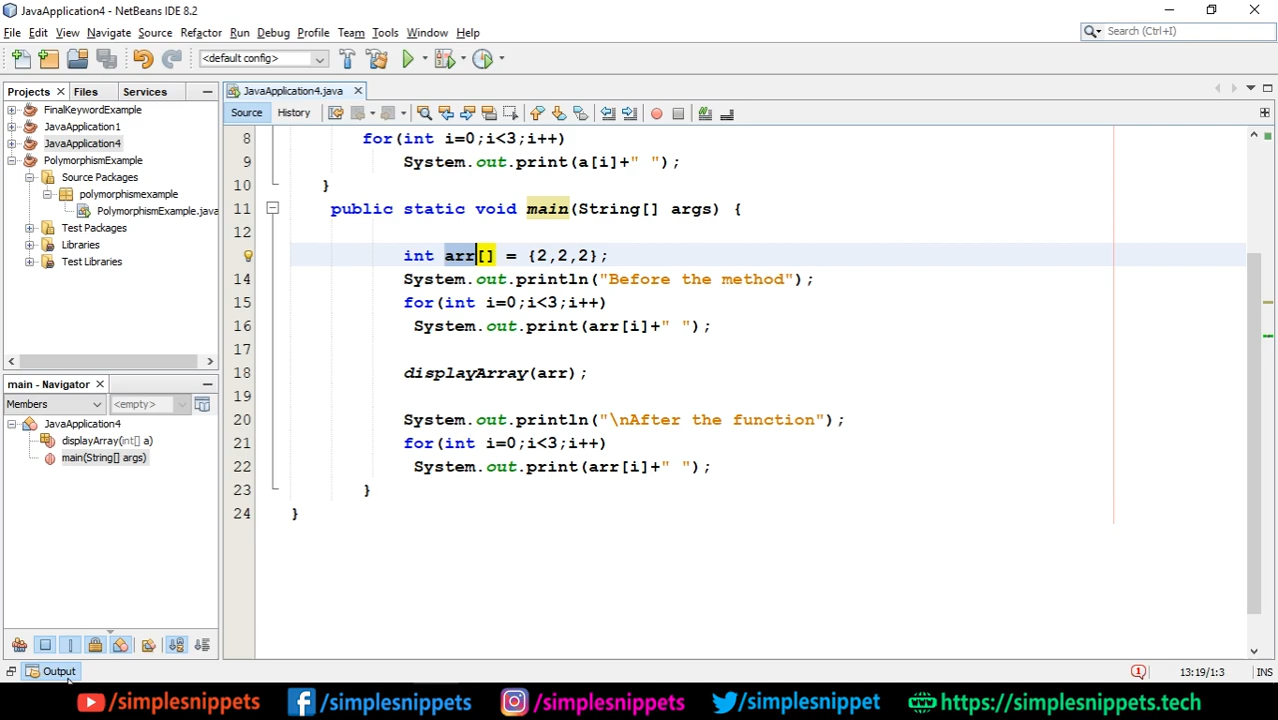 JavaApplication4 - NetBeans IDE 8.2
File Edit View Navigate Source Refactor Run Debug Profile Team Tools Window Help
Search (Ctrl+I)
<default config>
Projects Files Services
JavaApplication4.java
Source History
FinalKeywordExample
JavaApplication1
JavaApplication4
PolymorphismExample
Source Packages
polymorphismexample
PolymorphismExample.java
Test Packages
Libraries
Test Libraries
main - Navigator
Members <empty>
JavaApplication4
displayArray(int[] a)
main(String[] args)
8 for(int i=0;i<3;i++)
9 System.out.print(a[i]+" ");
10 }
11 public static void main(String[] args) {
12
int arr[] = {2,2,2};
14 System.out.println("Before the method");
15 for(int i=0;i<3;i++)
16 System.out.print(arr[i]+" ");
17
18 displayArray(arr);
19
20 System.out.println("\nAfter the function");
21 for(int i=0;i<3;i++)
22 System.out.print(arr[i]+" ");
23 }
24 }
Output
1 13:19/1:3 INS
/simplesnippets /simplesnippets /simplesnippets /simplesnippets https://simplesnippets.tech